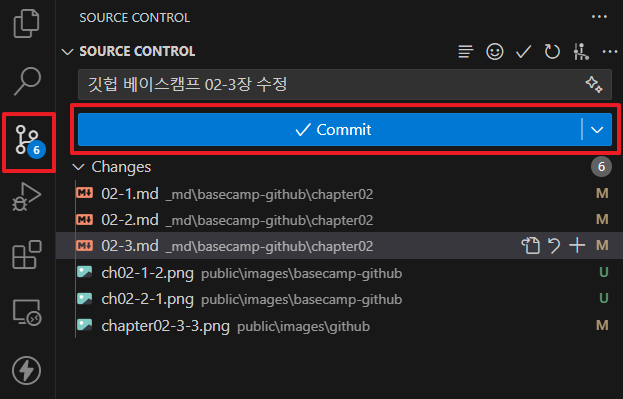 SOURCE CONTROL
SOURCE CONTROL
깃헙 베이스캠프 02-3장 수정
Commit
6
Changes 6
02-1.md _md\basecamp-github\chapter02 M
02-2.md _md\basecamp-github\chapter02 M
02-3.md _md\basecamp-github\chapter02 M
ch02-1-2.png public\images\basecamp-github U
ch02-2-1.png public\images\basecamp-github U
chapter02-3-3.png public\images\github M